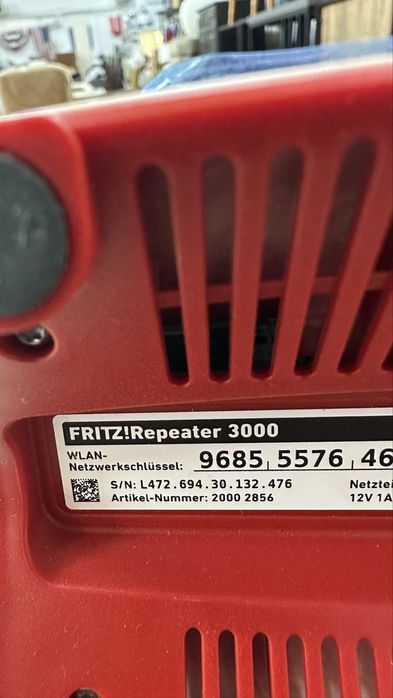 FRITZ!Repeater 3000
WLAN-
Netzwerkschlüssel: 9685 5576 46
S/N: L472.694.30.132.476 Netztei
Artikel-Nummer: 2000 2856 12V 1A